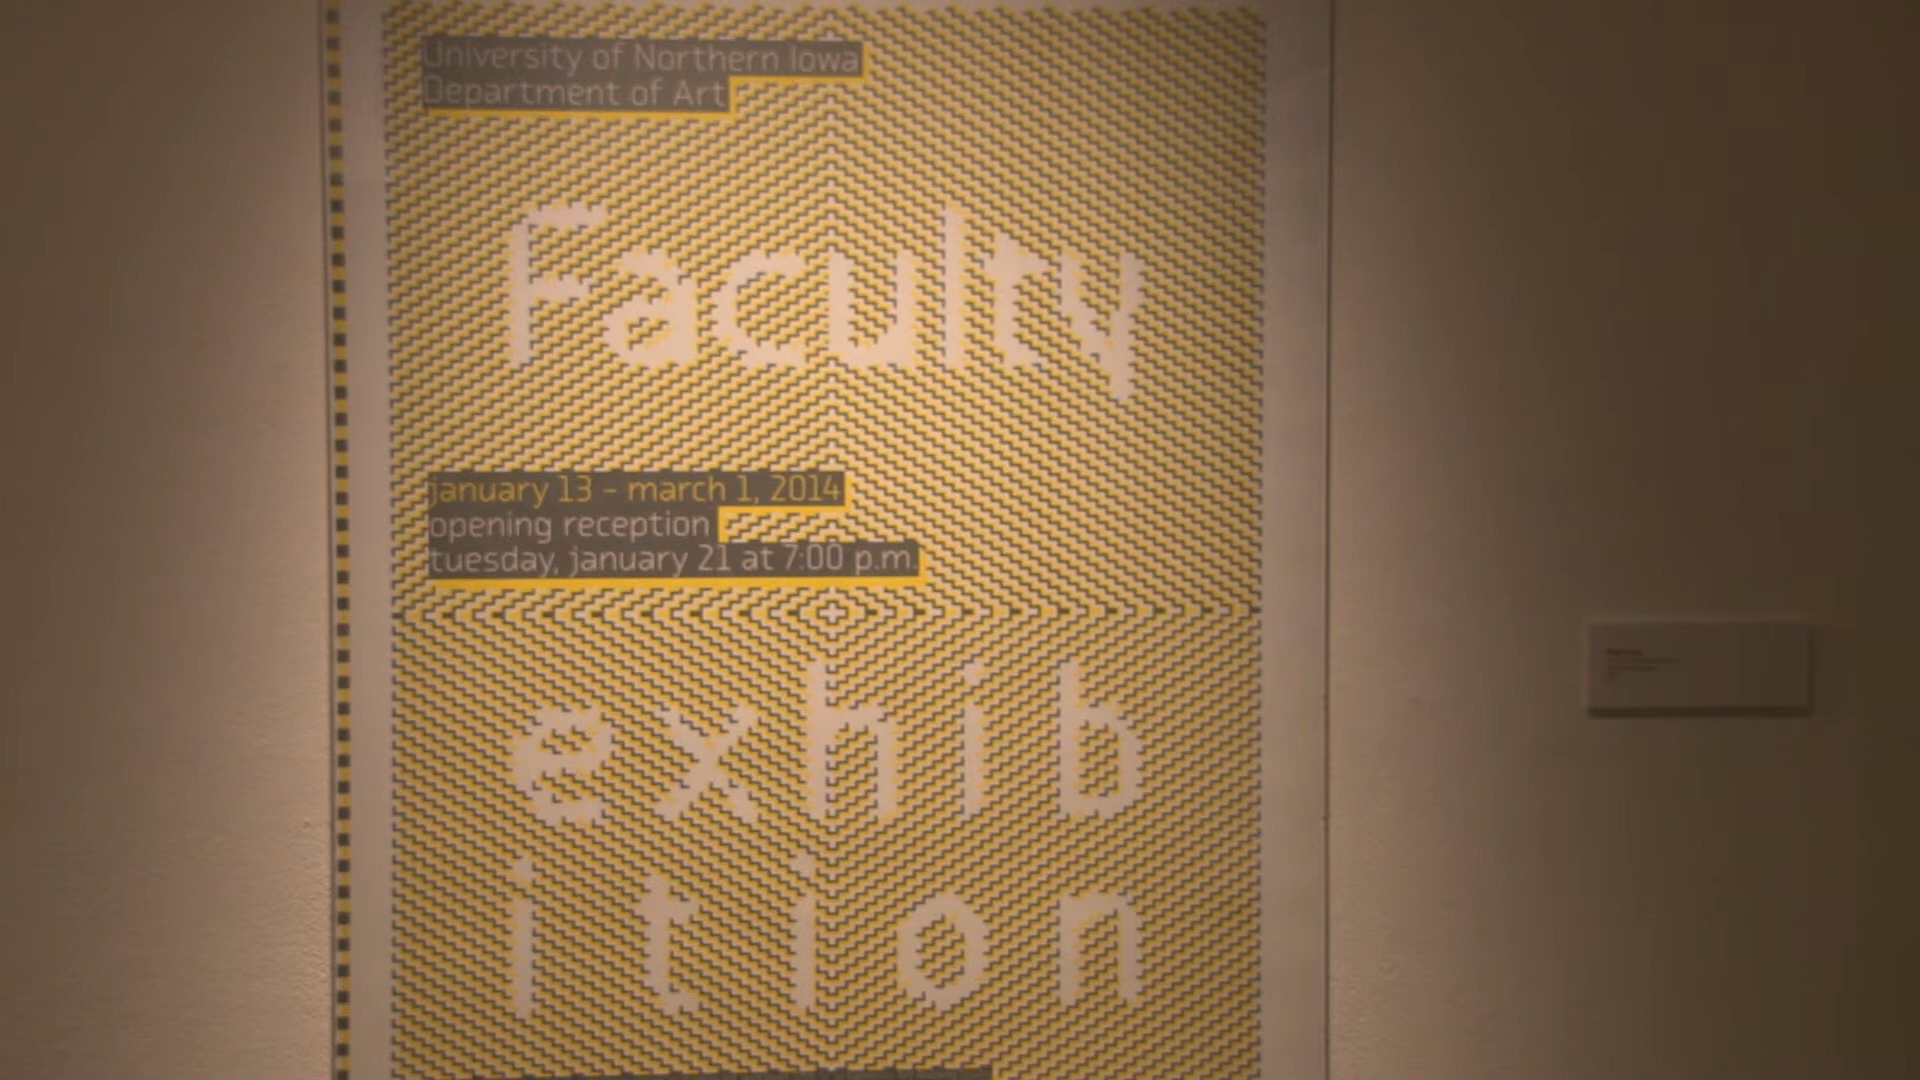 University of Northern Iowa
Department of Art
Faculty
january 13 – march 1, 2014
opening reception
tuesday, january 21 at 7:00 p.m.
exhib
ition